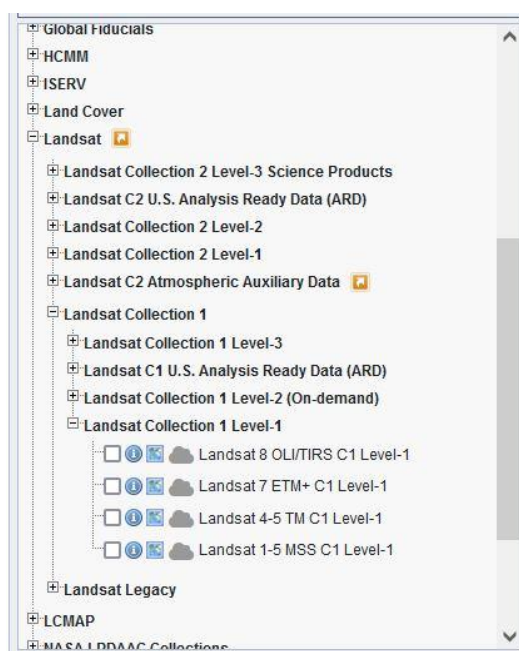 Global Fiducials
HCMM
ISERV
Land Cover
Landsat
Landsat Collection 2 Level-3 Science Products
Landsat C2 U.S. Analysis Ready Data (ARD)
Landsat Collection 2 Level-2
Landsat Collection 2 Level-1
Landsat C2 Atmospheric Auxiliary Data
Landsat Collection 1
Landsat Collection 1 Level-3
Landsat C1 U.S. Analysis Ready Data (ARD)
Landsat Collection 1 Level-2 (On-demand)
Landsat Collection 1 Level-1
Landsat 8 OLI/TIRS C1 Level-1
Landsat 7 ETM+ C1 Level-1
Landsat 4-5 TM C1 Level-1
Landsat 1-5 MSS C1 Level-1
Landsat Legacy
LCMAP
NASA LPDAAC Collections